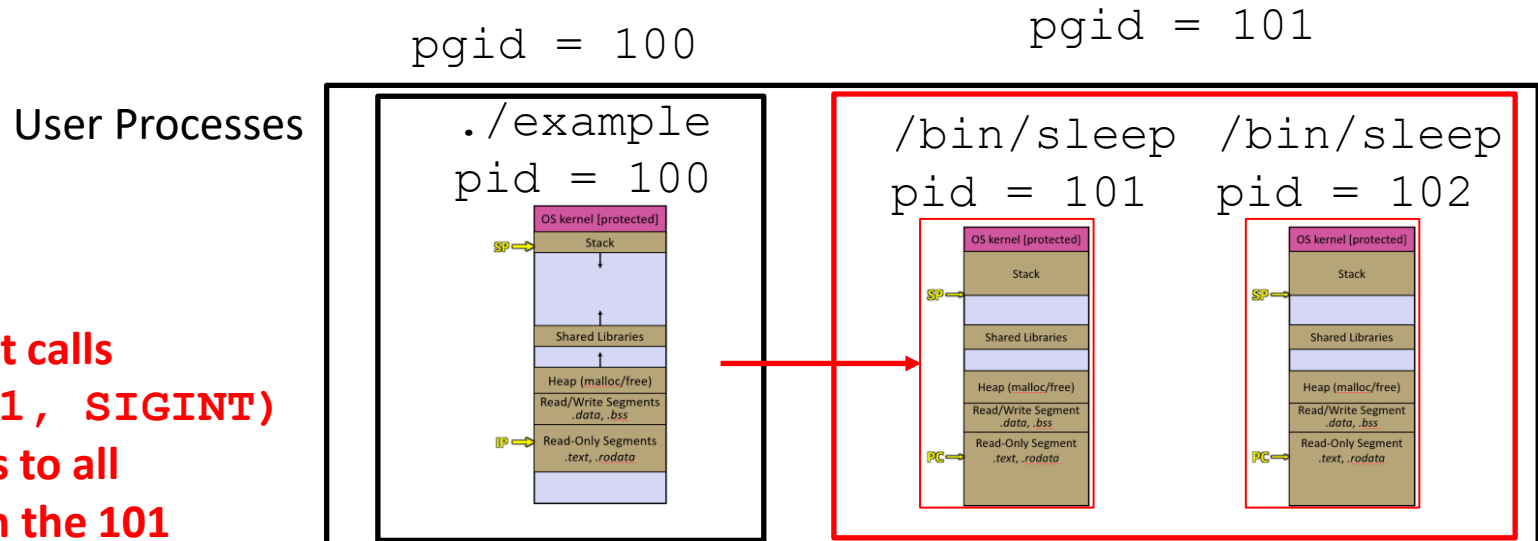 pgid = 100
pgid = 101
User Processes
./example
pid = 100
/bin/sleep
pid = 101
/bin/sleep
pid = 102
OS kernel [protected]
Stack
SP
Shared Libraries
Heap (malloc/free)
Read/Write Segments
.data, .bss
IP
Read-Only Segments
.text, .rodata
OS kernel [protected]
Stack
SP
Shared Libraries
Heap (malloc/free)
Read/Write Segment
.data, .bss
PC
Read-Only Segment
.text, .rodata
OS kernel [protected]
Stack
SP
Shared Libraries
Heap (malloc/free)
Read/Write Segment
.data, .bss
PC
Read-Only Segment
.text, .rodata
t calls
1, SIGINT)
s to all
n the 101